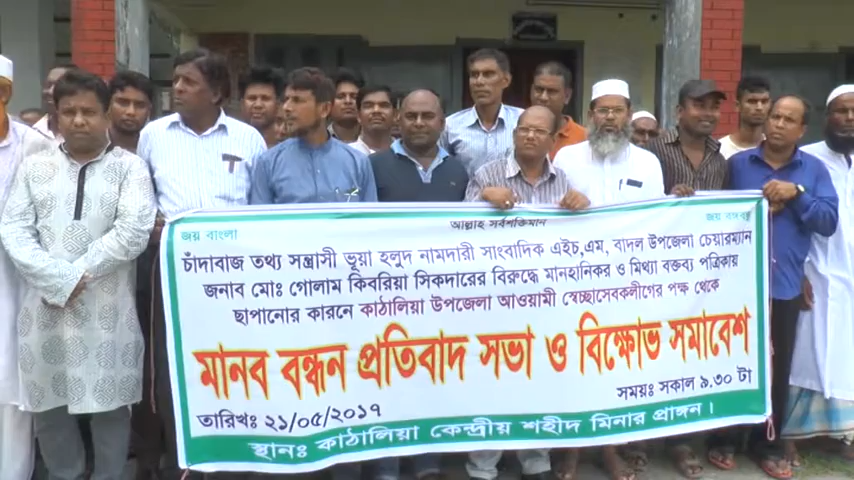 জয় বাংলা আল্লাহ সর্বশক্তিমান জয় বঙ্গবন্ধু
চাঁদাবাজ তথ্য সন্ত্রাসী ভূয়া হলুদ নামদারী সাংবাদিক এইচ,এম, বাদল উপজেলা চেয়ারম্যান
জনাব মোঃ গোলাম কিবরিয়া সিকদারের বিরুদ্ধে মানহানিকর ও মিথ্যা বক্তব্য পত্রিকায়
ছাপানোর কারনে কাঠালিয়া উপজেলা আওয়ামী স্বেচ্ছাসেবকলীগের পক্ষ থেকে
মানব বন্ধন প্রতিবাদ সভা ও বিক্ষোভ সমাবেশ
তারিখঃ ২১/০৫/২০১৭ সময়ঃ সকাল ৯.৩০ টা
স্থানঃ কাঠালিয়া কেন্দ্রীয় শহীদ মিনার প্রাঙ্গন।